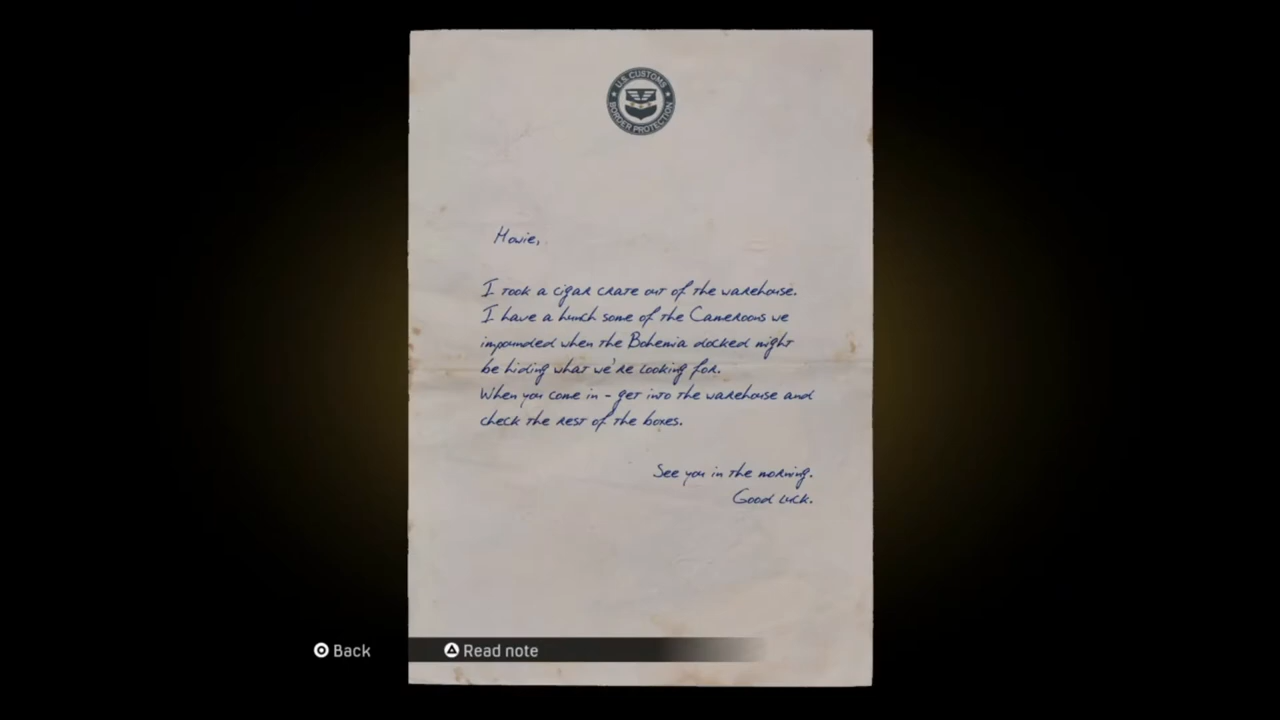 U.S. CUSTOMS
BORDER PROTECTION
Howie,
I took a cigar crate out of the warehouse.
I have a hunch some of the Cameroons we
impounded when the Bohemia docked might
be hiding what we're looking for.
When you come in - get into the warehouse and
check the rest of the boxes.
See you in the morning.
Good luck.
Back
Read note